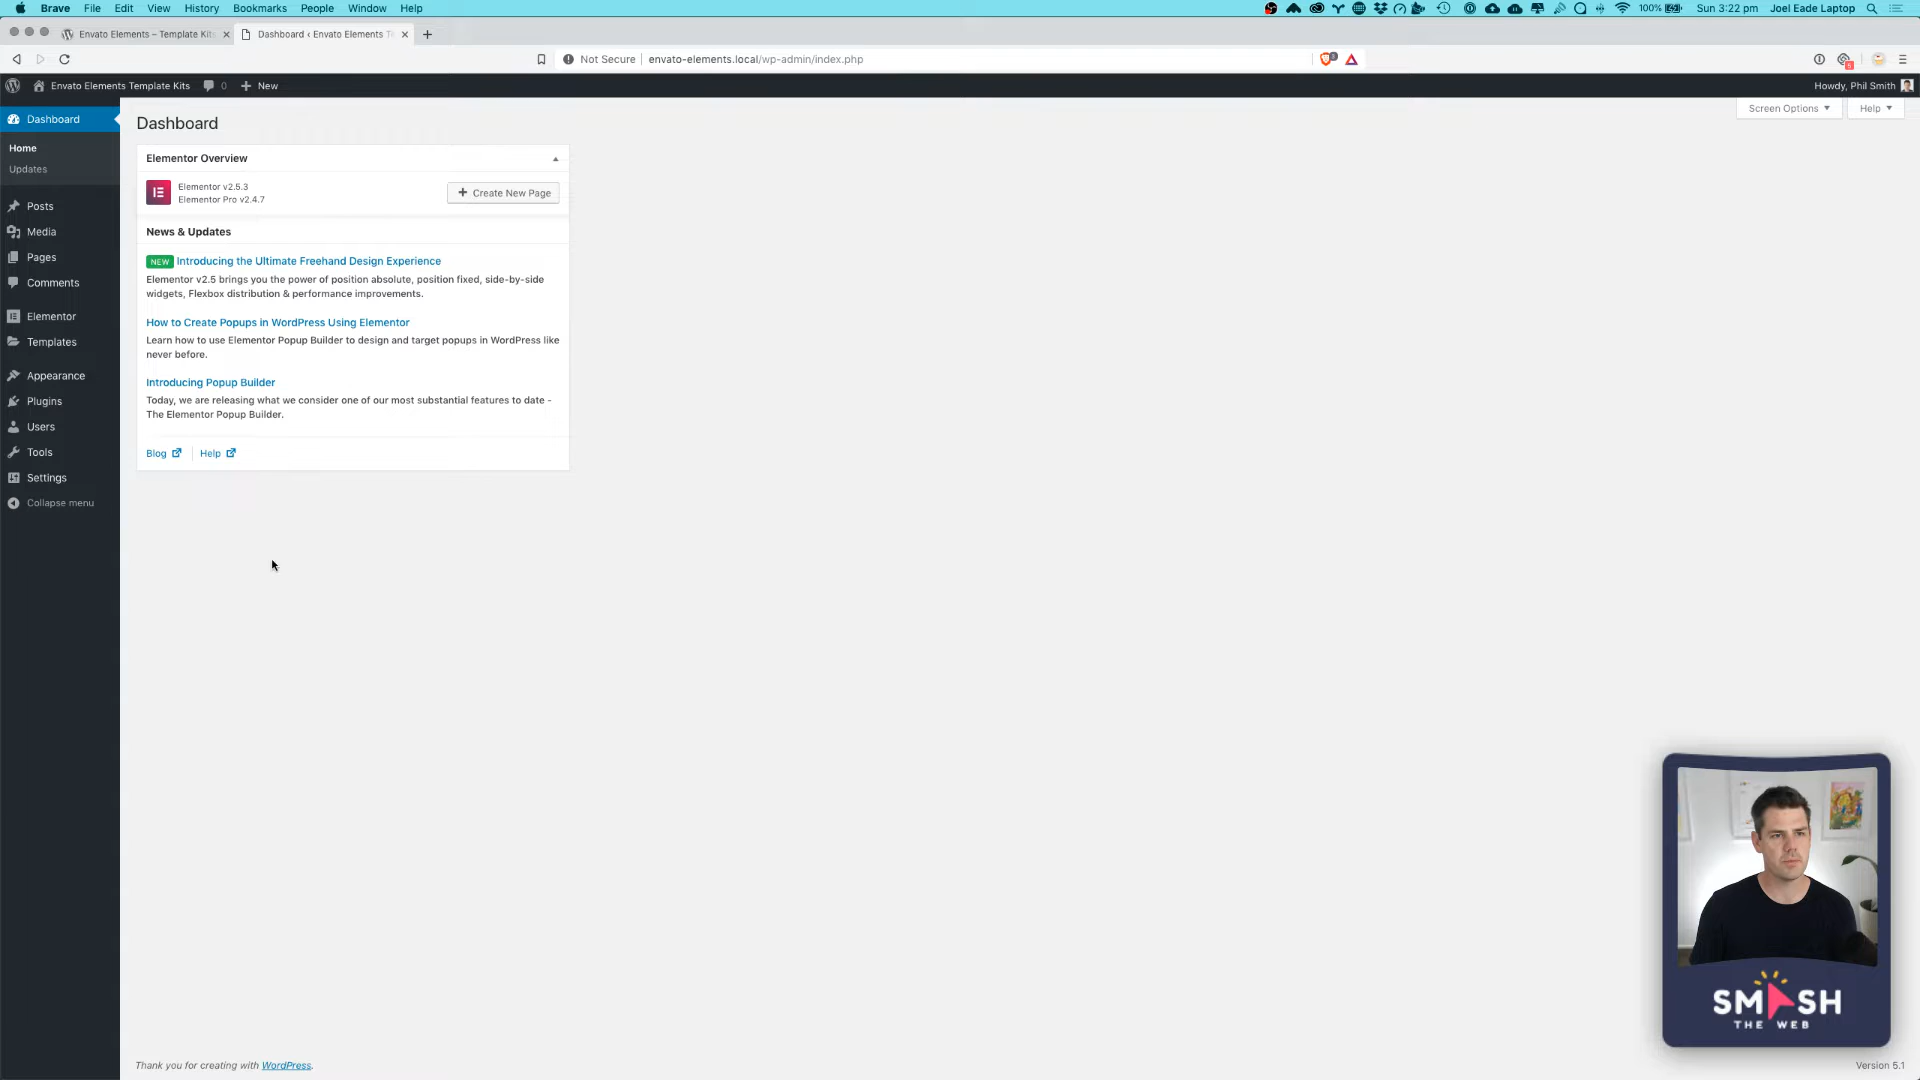 Brave File Edit View History Bookmarks People Window Help 100% Sun 3:22 pm Joel Eade Laptop
Envato Elements – Template Kit
Dashboard ‹ Envato Elements T
Not Secure envato-elements.local/wp-admin/index.php
Envato Elements Template Kits 0 New Howdy, Phil Smith
Screen Options Help
Dashboard
Home
Updates
Posts
Media
Pages
Comments
Elementor
Templates
Appearance
Plugins
Users
Tools
Settings
Collapse menu
Dashboard
Elementor Overview
Elementor v2.5.3
Elementor Pro v2.4.7
Create New Page
News & Updates
NEW Introducing the Ultimate Freehand Design Experience
Elementor v2.5 brings you the power of position absolute, position fixed, side-by-side
widgets, Flexbox distribution & performance improvements.
How to Create Popups in WordPress Using Elementor
Learn how to use Elementor Popup Builder to design and target popups in WordPress like
never before.
Introducing Popup Builder
Today, we are releasing what we consider one of our most substantial features to date -
The Elementor Popup Builder.
Blog Help
SMASH
THE WEB
Thank you for creating with WordPress.
Version 5.1